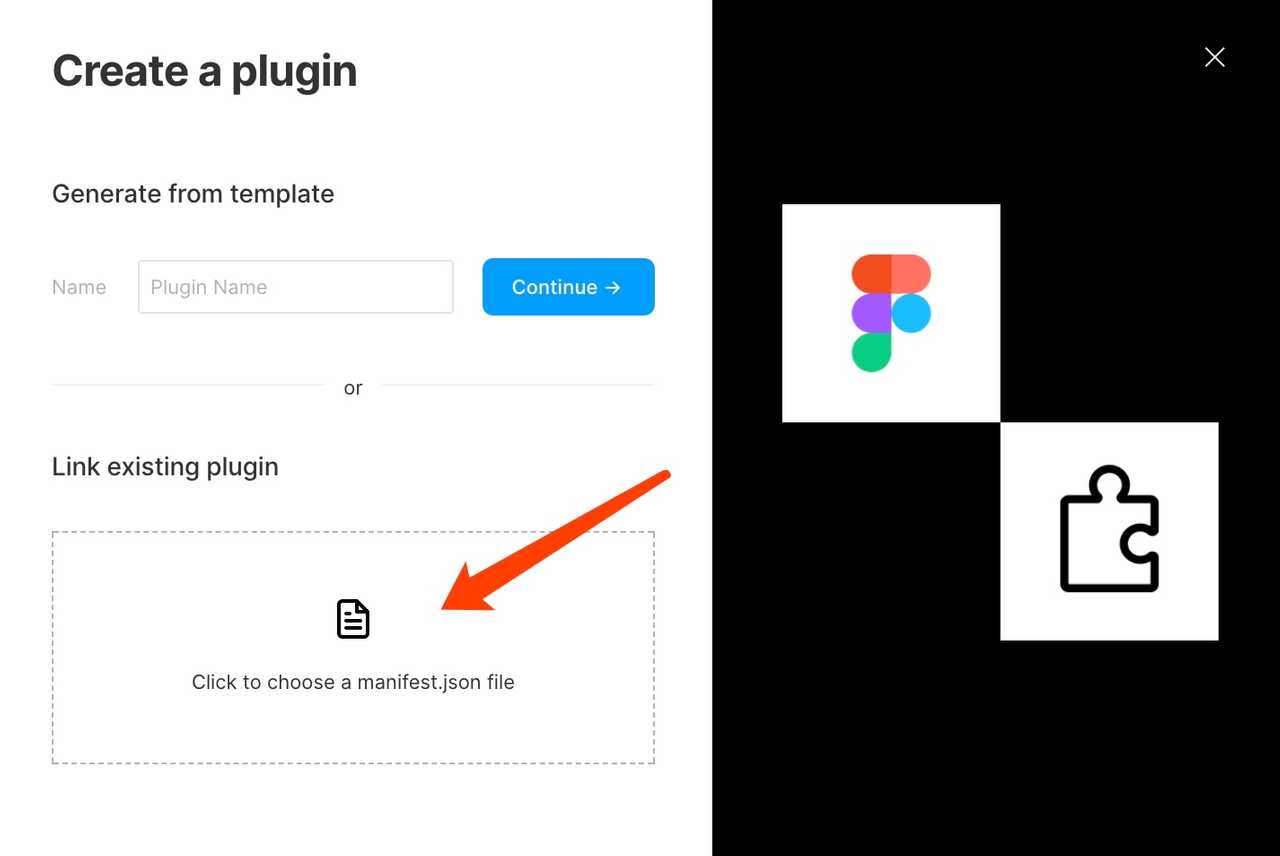 Create a plugin
Generate from template
Name
Plugin Name
Continue →
or
Link existing plugin
Click to choose a manifest.json file